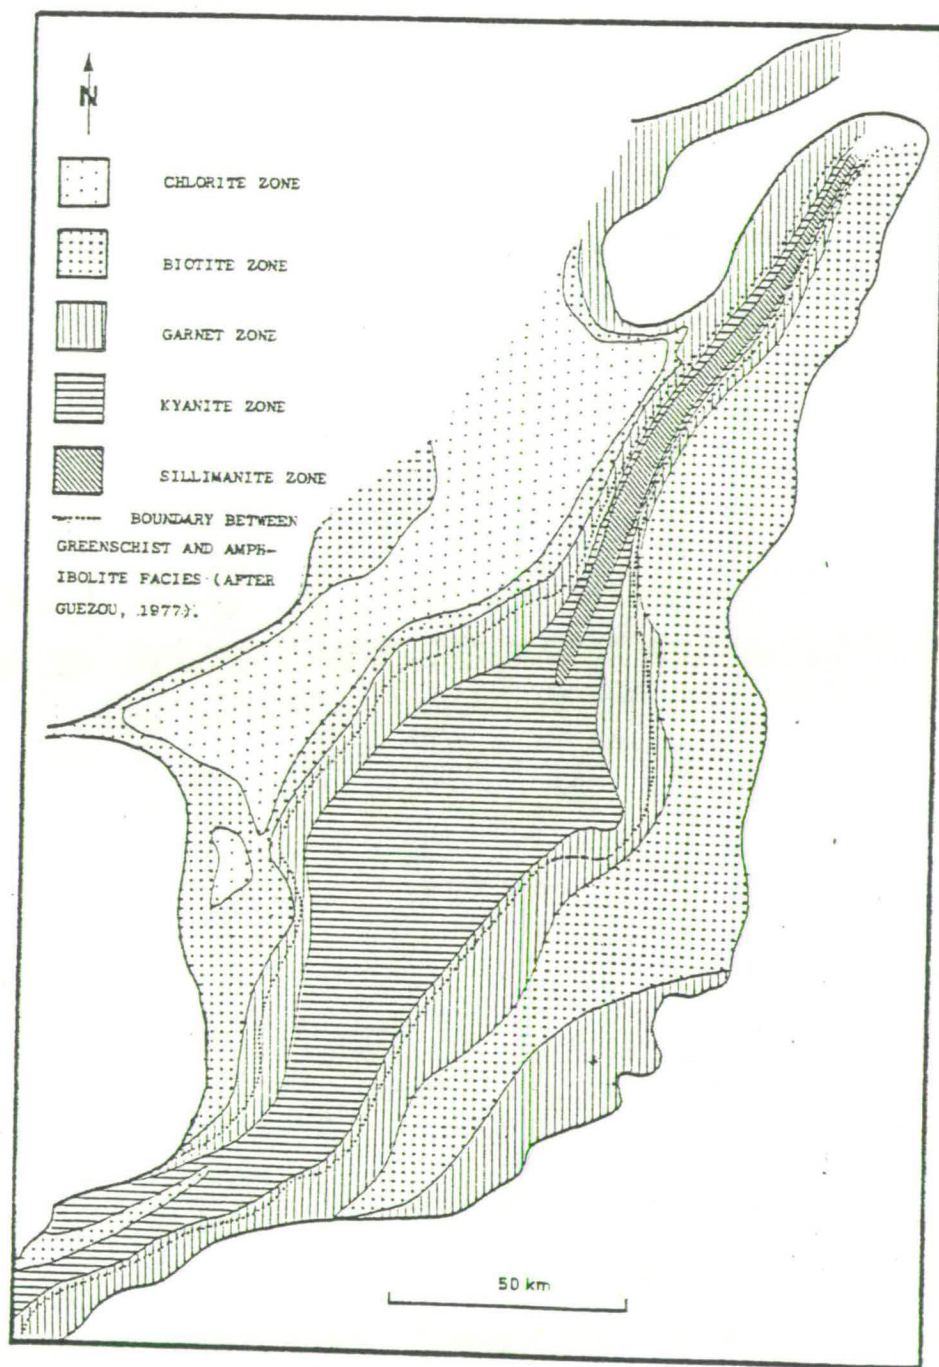 N
CHLORITE ZONE
BIOTITE ZONE
GARNET ZONE
KYANITE ZONE
SILLIMANITE ZONE
BOUNDARY BETWEEN
GREENSCHIST AND AMPH-
IBOLITE FACIES (AFTER
GUEZOU, 1977).
50 km